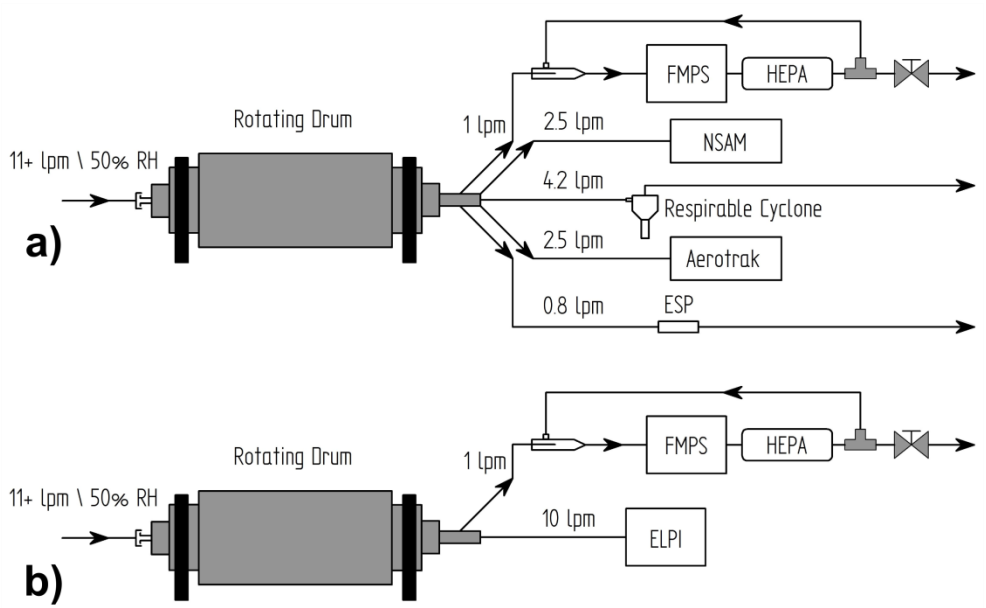 FMPS
HEPA
Rotating Drum
1 lpm
2.5 lpm
NSAM
11+ lpm \ 50% RH
4.2 lpm
Respirable Cyclone
a)
2.5 lpm
Aerotrak
0.8 lpm
ESP
FMPS
HEPA
Rotating Drum
1 lpm
11+ lpm \ 50% RH
10 lpm
ELPI
b)